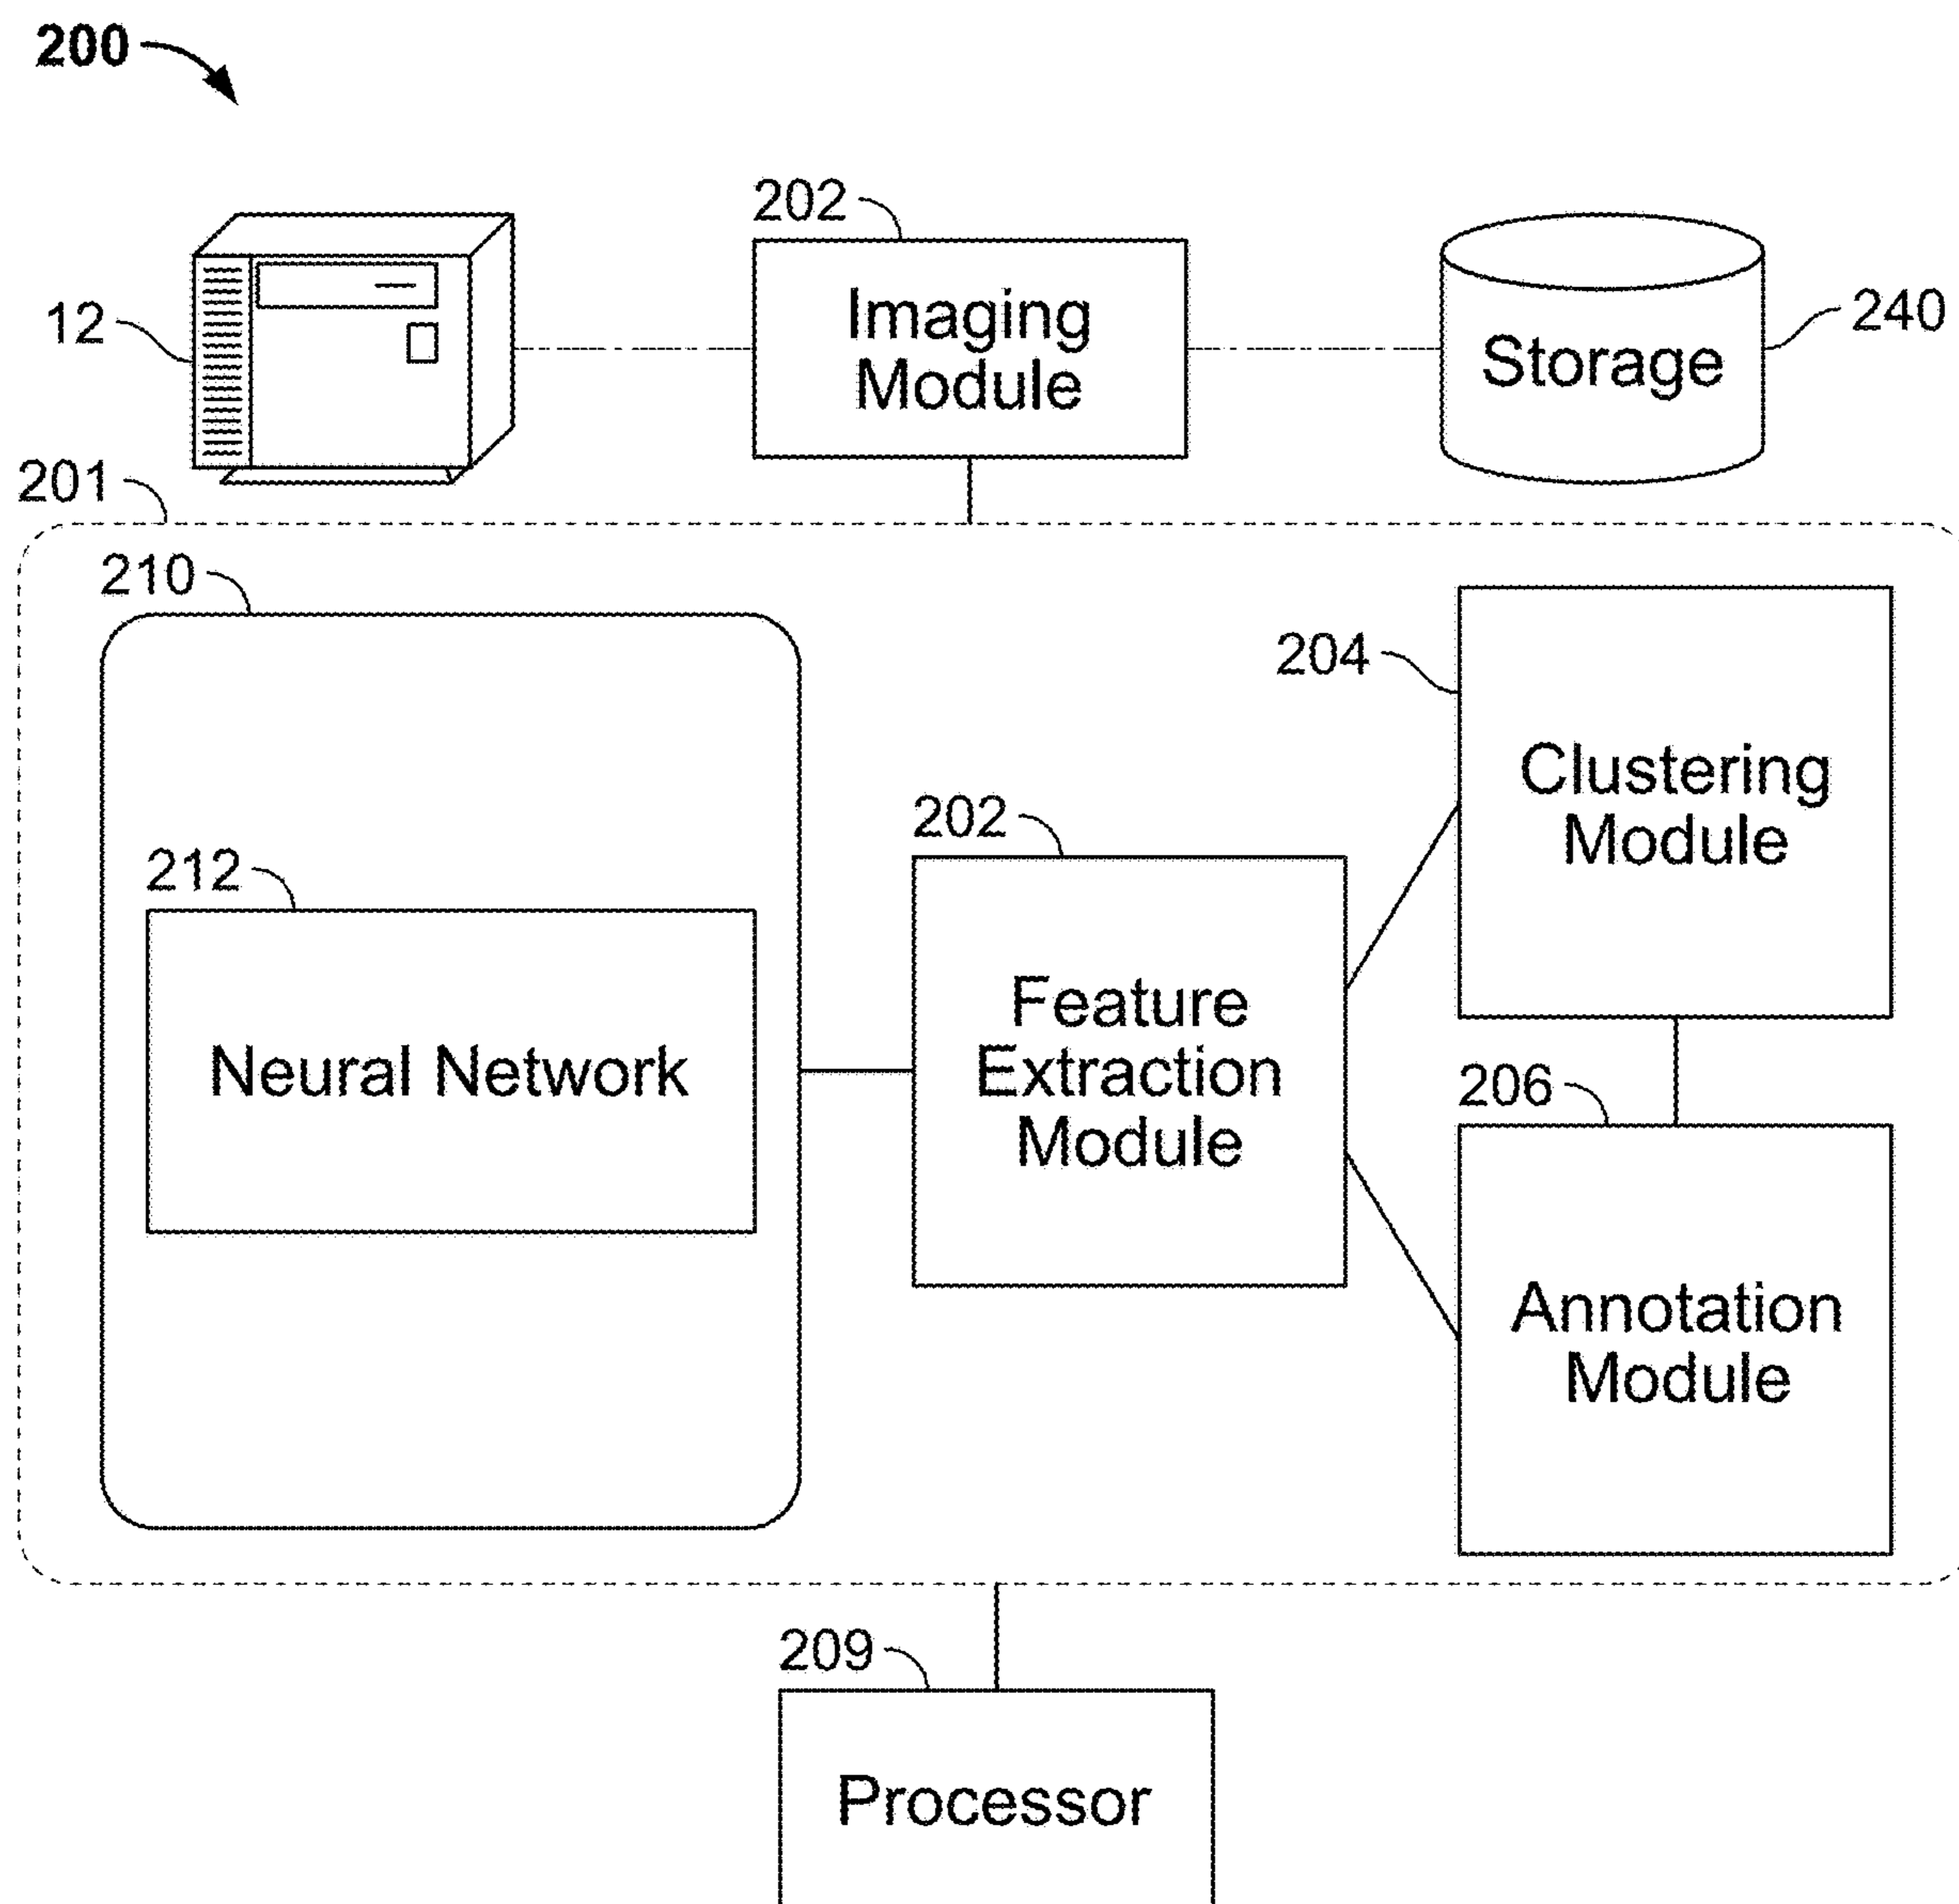 200
202
Imaging
Module
12
Storage
240
201
210
204
Clustering
Module
202
212
Feature
Extraction
Module
Neural Network
206
Annotation
Module
209
Processor